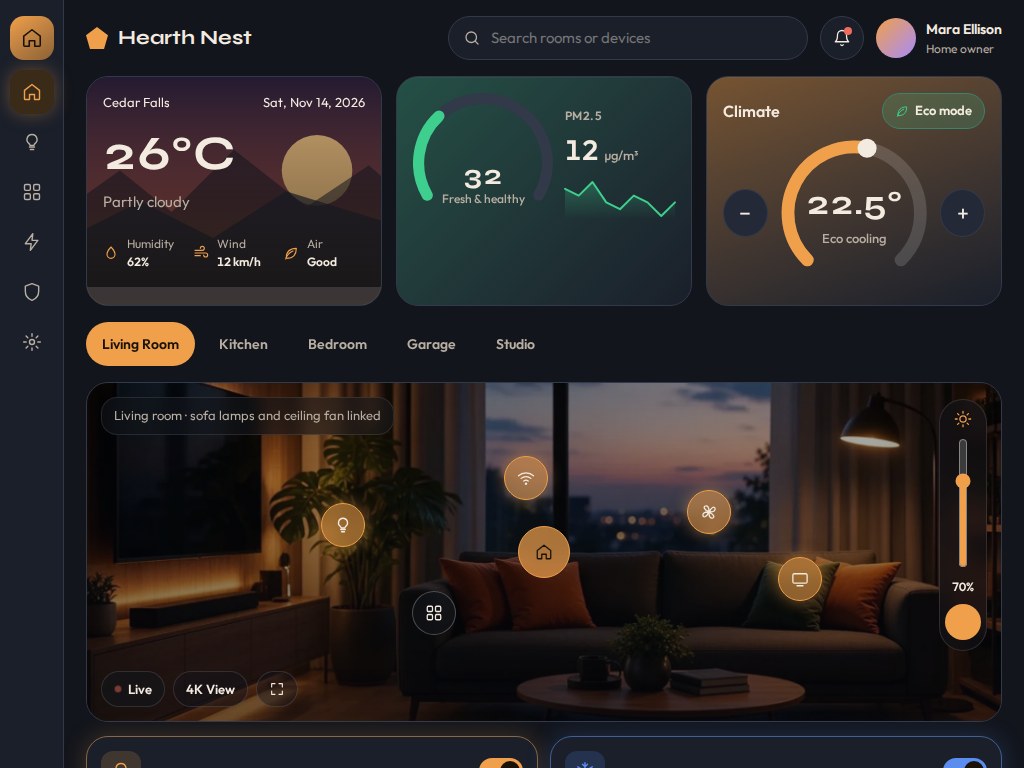 Hearth Nest
Search rooms or devices
Mara Ellison
Home owner
Cedar Falls
Sat, Nov 14, 2026
26°C
Partly cloudy
Humidity
62%
Wind
12 km/h
Air
Good
32
Fresh & healthy
PM2.5
12 µg/m³
Climate
Eco mode
−
22.5°
Eco cooling
+
Living Room
Kitchen
Bedroom
Garage
Studio
Living room · sofa lamps and ceiling fan linked
70%
Live
4K View